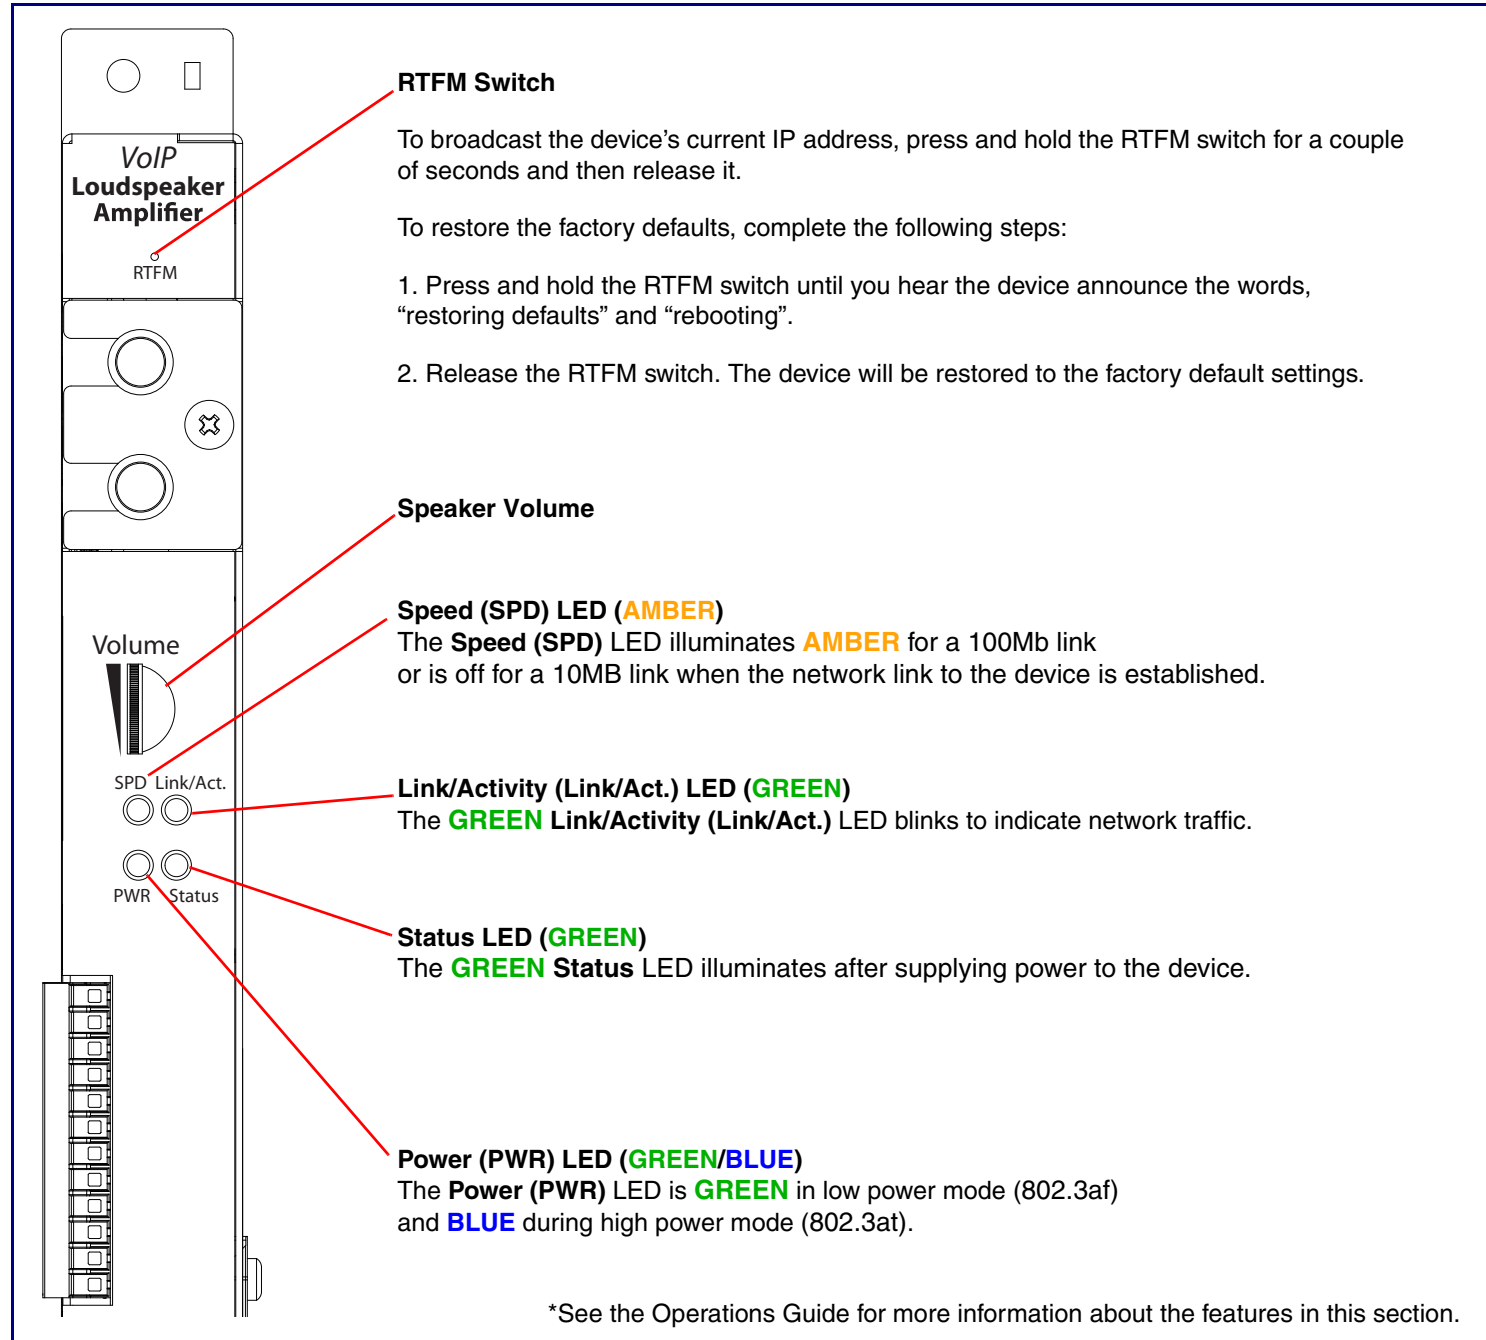 VoIP
Loudspeaker
Amplifier
RTFM
Volume
SPD Link/Act.
PWR Status
RTFM Switch
To broadcast the device’s current IP address, press and hold the RTFM switch for a couple
of seconds and then release it.
To restore the factory defaults, complete the following steps:
1. Press and hold the RTFM switch until you hear the device announce the words,
“restoring defaults” and “rebooting”.
2. Release the RTFM switch. The device will be restored to the factory default settings.
Speaker Volume
Speed (SPD) LED (AMBER)
The Speed (SPD) LED illuminates AMBER for a 100Mb link
or is off for a 10MB link when the network link to the device is established.
Link/Activity (Link/Act.) LED (GREEN)
The GREEN Link/Activity (Link/Act.) LED blinks to indicate network traffic.
Status LED (GREEN)
The GREEN Status LED illuminates after supplying power to the device.
Power (PWR) LED (GREEN/BLUE)
The Power (PWR) LED is GREEN in low power mode (802.3af)
and BLUE during high power mode (802.3at).
*See the Operations Guide for more information about the features in this section.